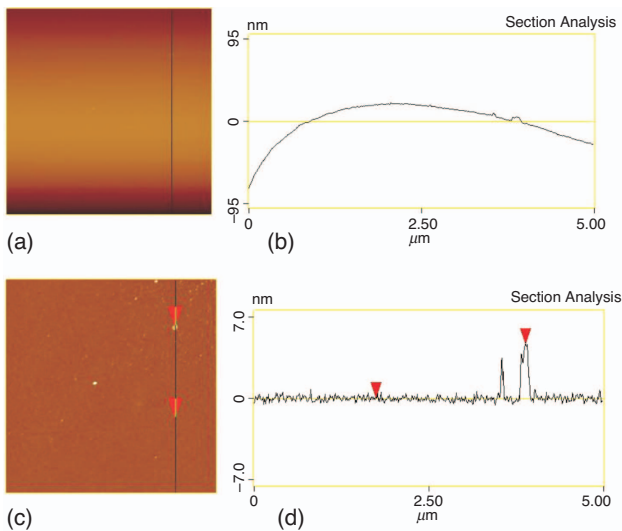 nm
Section Analysis
95
0
−95
0
2.50
5.00
μm
(a)
(b)
nm
Section Analysis
7.0
0
−7.0
0
2.50
5.00
μm
(c)
(d)